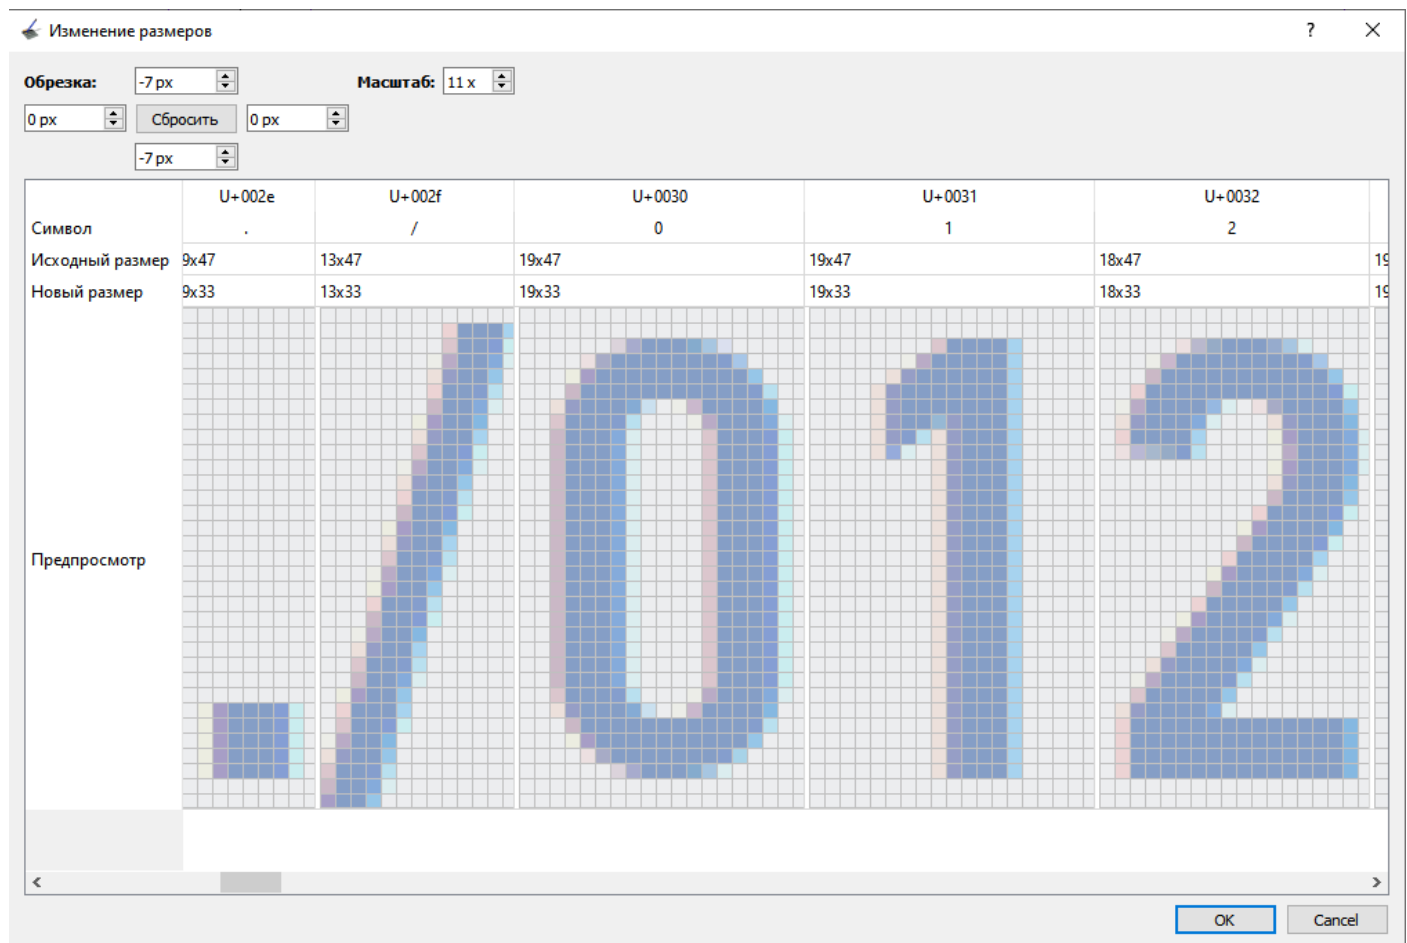 Изменение размеров ?
Обрезка: -7 px Масштаб: 11 x
0 px Сбросить 0 px
-7 px
U+002e U+002f U+0030 U+0031 U+0032
Символ . / 0 1 2
Исходный размер 9x47 13x47 19x47 19x47 18x47 19
Новый размер 9x33 13x33 19x33 19x33 18x33 19
Предпросмотр
OK Cancel